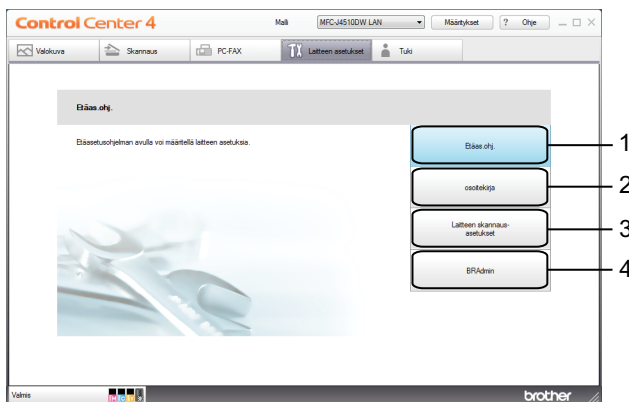 Control Center 4 Malli MFC-J4510DW LAN Määritykset ? Ohje
Valokuva Skannaus PC-FAX Laitteen asetukset Tuki
Etäas.ohj.
Etäasetusohjelman avulla voi määritellä laitteen asetuksia.
Etäas.ohj. 1
osoitekirja 2
Laitteen skannaus-
asetukset 3
BRAdmin 4
Valmis brother